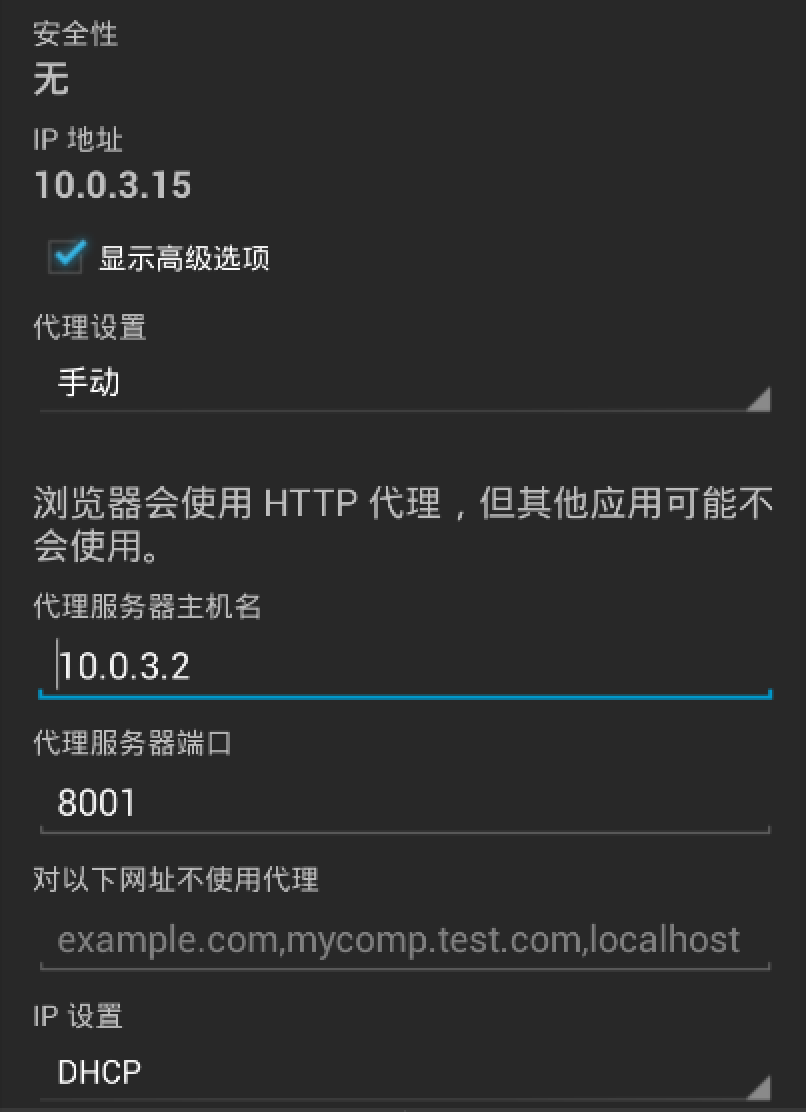 安全性
无
IP 地址
10.0.3.15
显示高级选项
代理设置
手动
浏览器会使用 HTTP 代理，但其他应用可能不
会使用。
代理服务器主机名
10.0.3.2
代理服务器端口
8001
对以下网址不使用代理
example.com,mycomp.test.com,localhost
IP 设置
DHCP